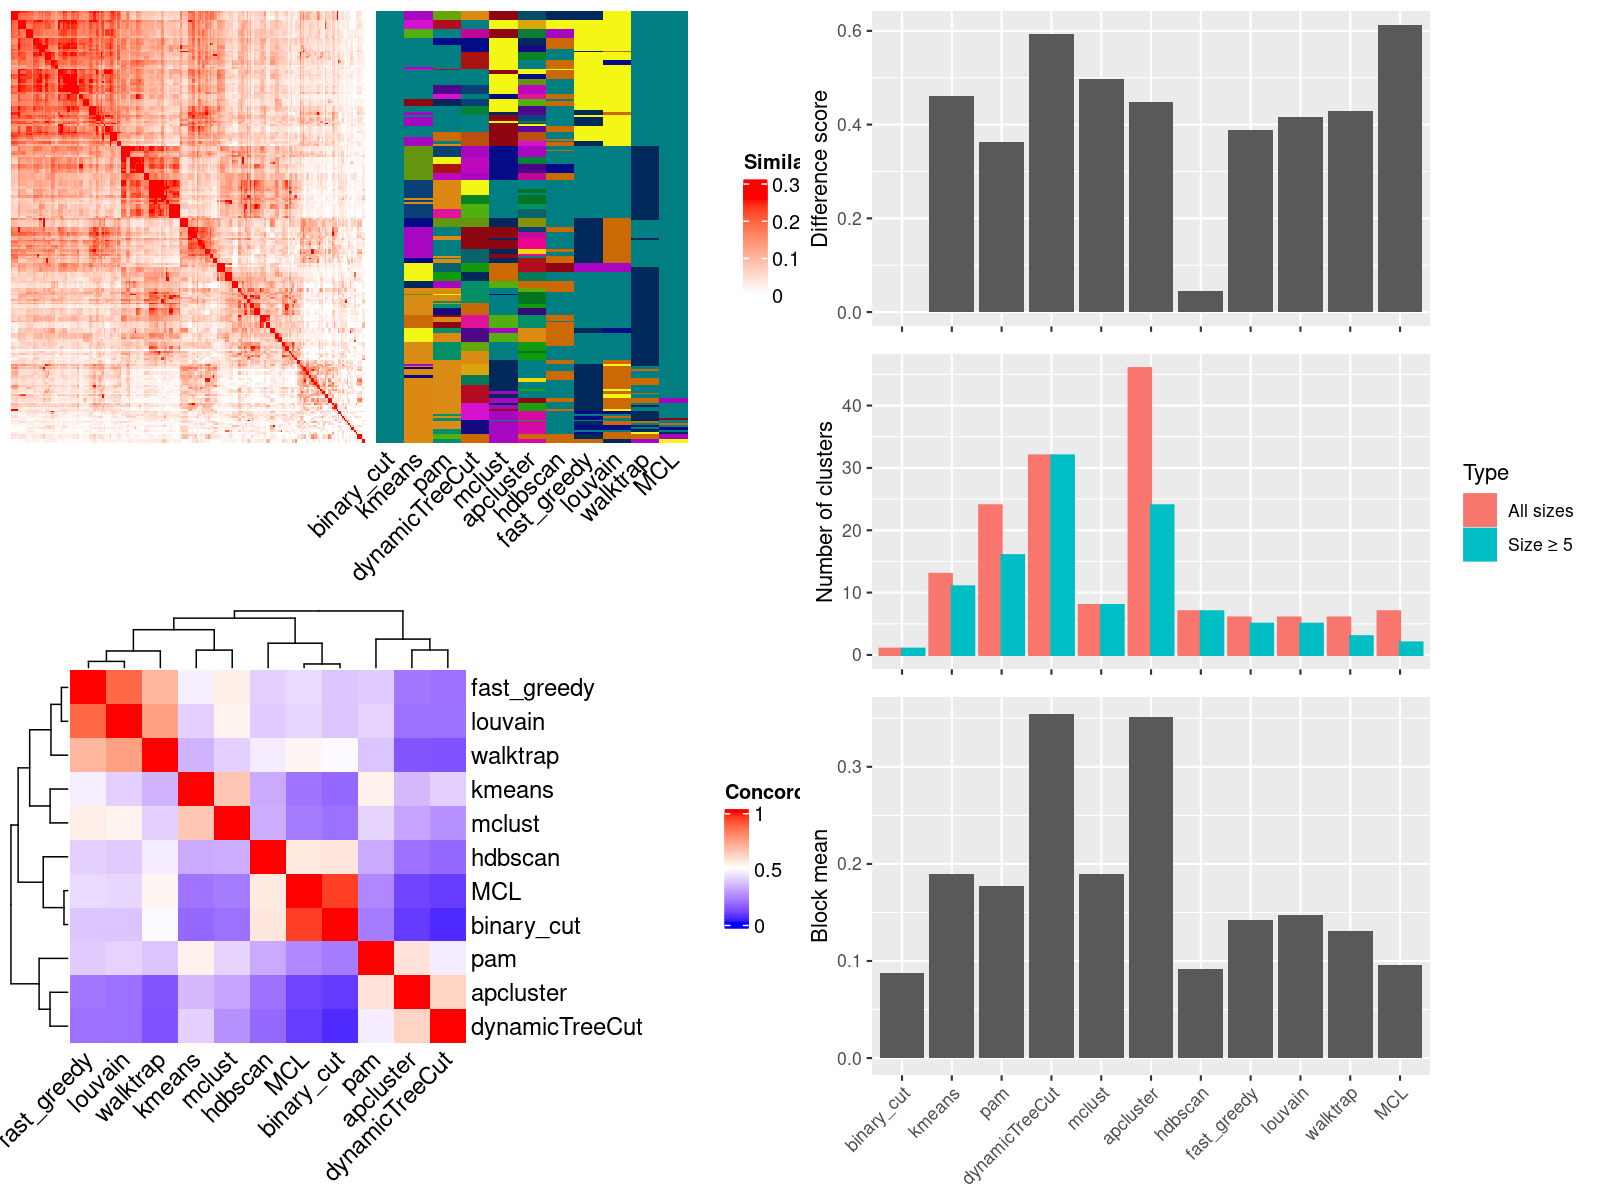 Simila
0.3
0.2
0.1
0
binary_cut
kmeans
pam
dynamicTreeCut
mclust
apcluster
hdbscan
fast_greedy
louvain
walktrap
MCL
fast_greedy
louvain
walktrap
kmeans
mclust
hdbscan
MCL
binary_cut
pam
apcluster
dynamicTreeCut
fast_greedy
louvain
walktrap
kmeans
mclust
hdbscan
MCL
binary_cut
pam
apcluster
dynamicTreeCut
Concord
1
0.5
0
Difference score
0.6
0.4
0.2
0.0
Number of clusters
40
30
20
10
0
Type
All sizes
Size ≥ 5
Block mean
0.3
0.2
0.1
0.0
binary_cut
kmeans
pam
dynamicTreeCut
mclust
apcluster
hdbscan
fast_greedy
louvain
walktrap
MCL